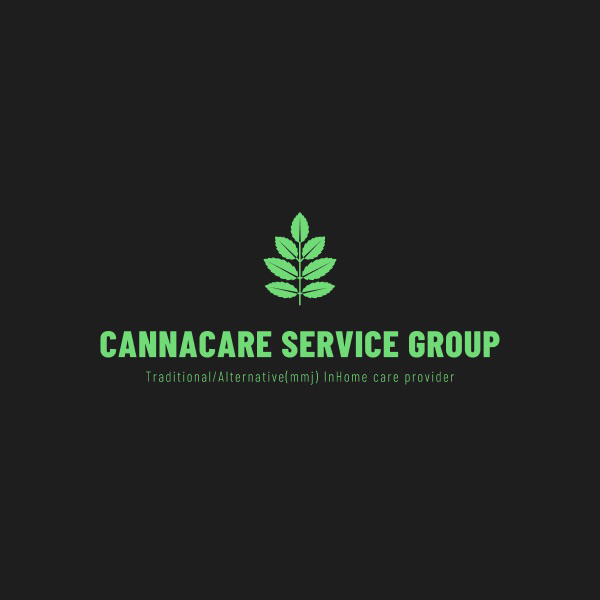 CANNACARE SERVICE GROUP
Traditional/Alternative(mmj) InHome care provider